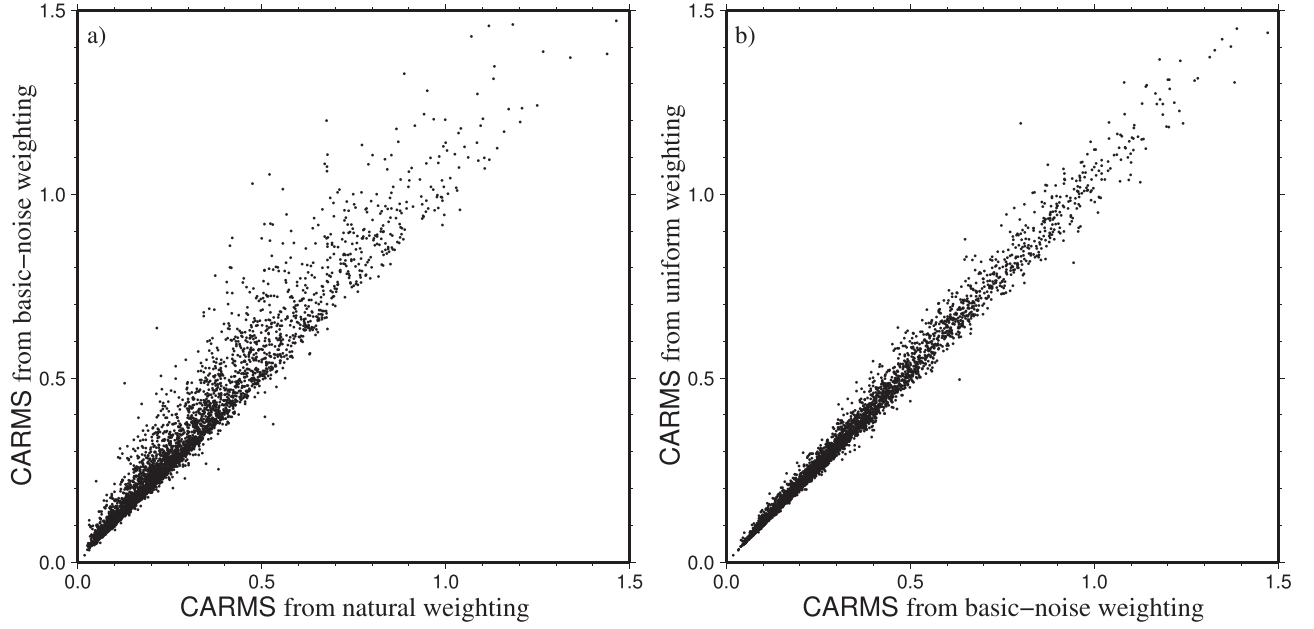 a)
CARMS from basic−noise weighting
1.5
1.0
0.5
0.0
0.0 0.5 1.0 1.5
CARMS from natural weighting
b)
CARMS from uniform weighting
1.5
1.0
0.5
0.0
0.0 0.5 1.0 1.5
CARMS from basic−noise weighting